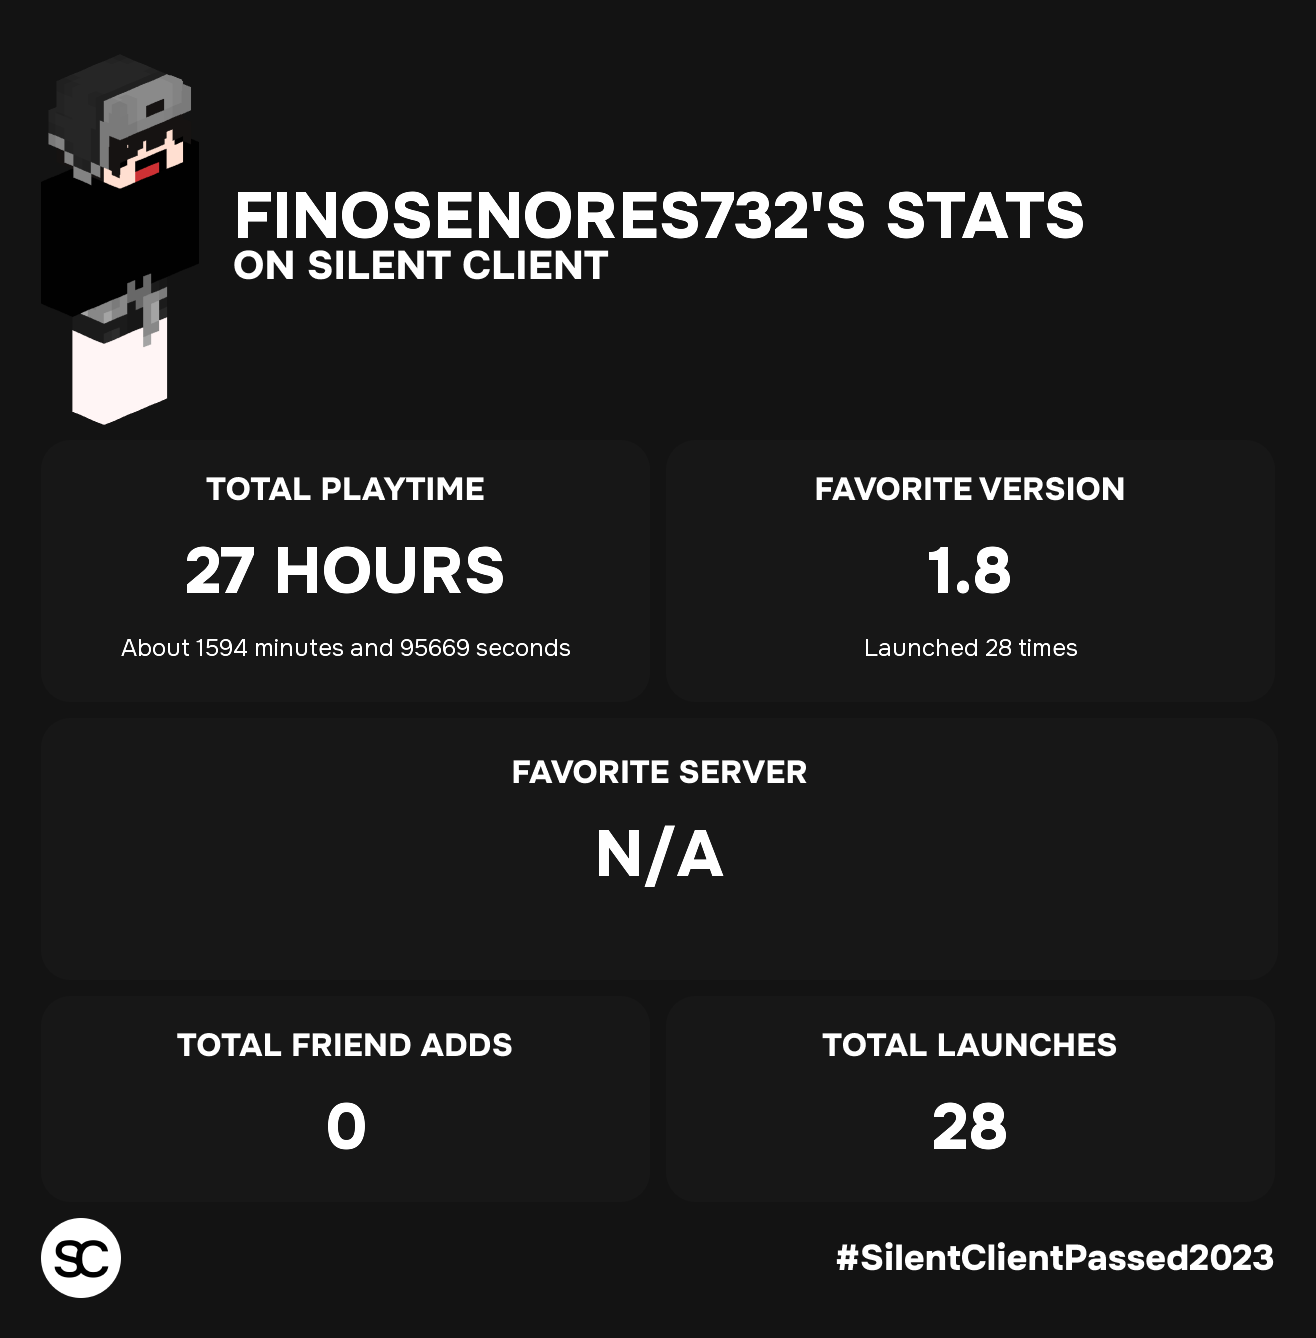 FINOSENORES732'S STATS
ON SILENT CLIENT
TOTAL PLAYTIME
27 HOURS
About 1594 minutes and 95669 seconds
FAVORITE VERSION
1.8
Launched 28 times
FAVORITE SERVER
N/A
TOTAL FRIEND ADDS
0
TOTAL LAUNCHES
28
SC
#SilentClientPassed2023